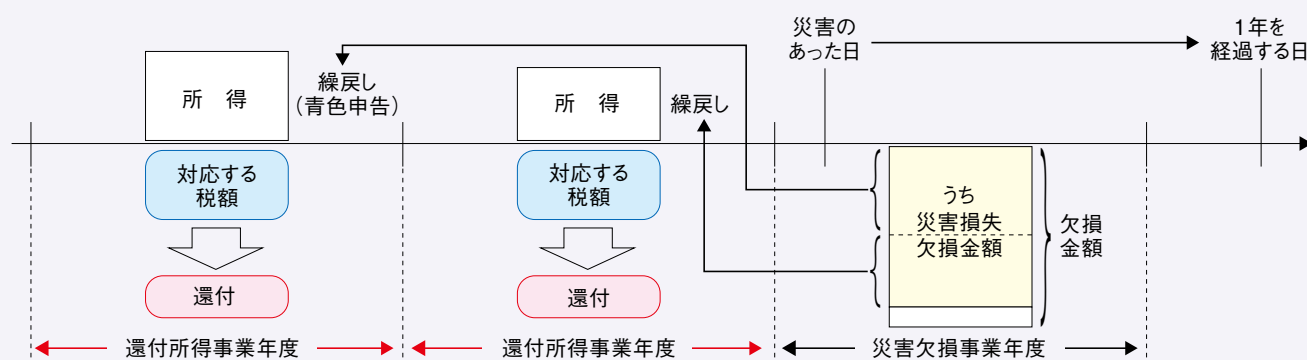 災害の
あった日
1年を
経過する日
所　得
繰戻し
（青色申告）
所　得
繰戻し
対応する
税額
対応する
税額
うち
災害損失
欠損金額
欠損
金額
還付
還付
還付所得事業年度
還付所得事業年度
災害欠損事業年度